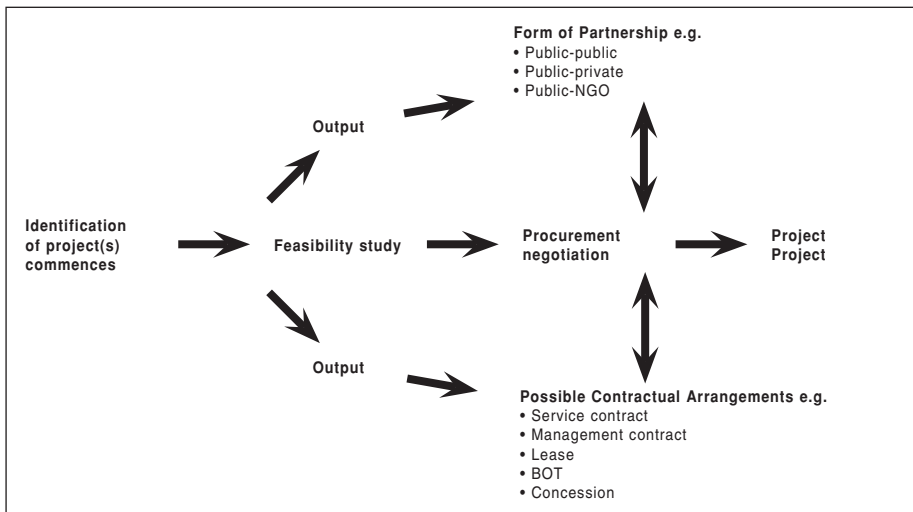 Form of Partnership e.g.
• Public-public
• Public-private
• Public-NGO
Output
Identification
of project(s)
commences
Feasibility study
Procurement
negotiation
Project
Project
Output
Possible Contractual Arrangements e.g.
• Service contract
• Management contract
• Lease
• BOT
• Concession